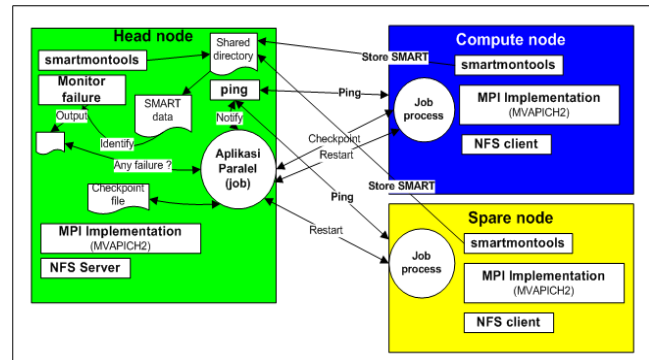 Head node
smartmontools
Shared
directory
Monitor
failure
ping
SMART
data
Output
Identify
Notify
Any failure ?
Aplikasi
Paralel
(job)
Checkpoint
file
MPI Implementation
(MVAPICH2)
NFS Server
Store SMART
Ping
Checkpoint
Restart
Store SMART
Ping
Restart
Compute node
smartmontools
Job
process
MPI Implementation
(MVAPICH2)
NFS client
Spare node
smartmontools
Job
process
MPI Implementation
(MVAPICH2)
NFS client